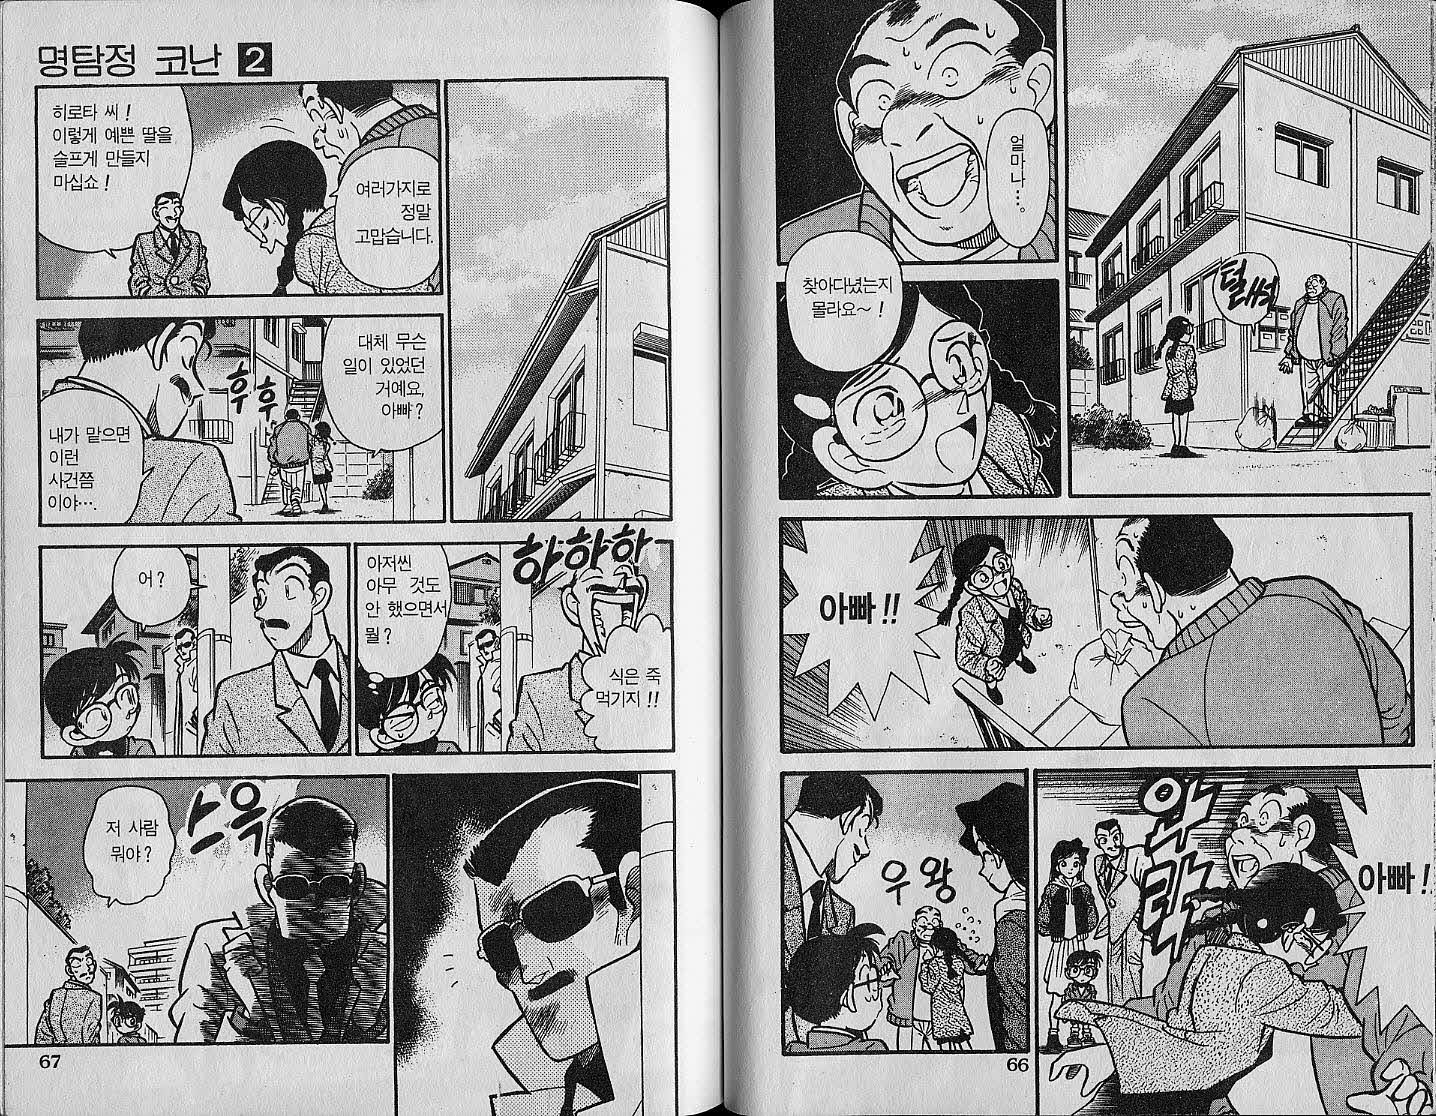 털썩
얼마나….
찾아다녔는지
몰라요~!
아빠!!
아빠!!
와락
우왕
66
명탐정 코난 2
여러가지로
정말
고맙습니다.
히로타 씨!
이렇게 예쁜 딸을
슬프게 만들지
마십쇼!
대체 무슨
일이 있었던
거예요,
아빠?
후후
내가 맡으면
이런
사건쯤
이야….
하하하
식은 죽
먹기지!!
아저씬
아무 것도
안 했으면서
뭘?
어?
스윽
저 사람
뭐야?
67